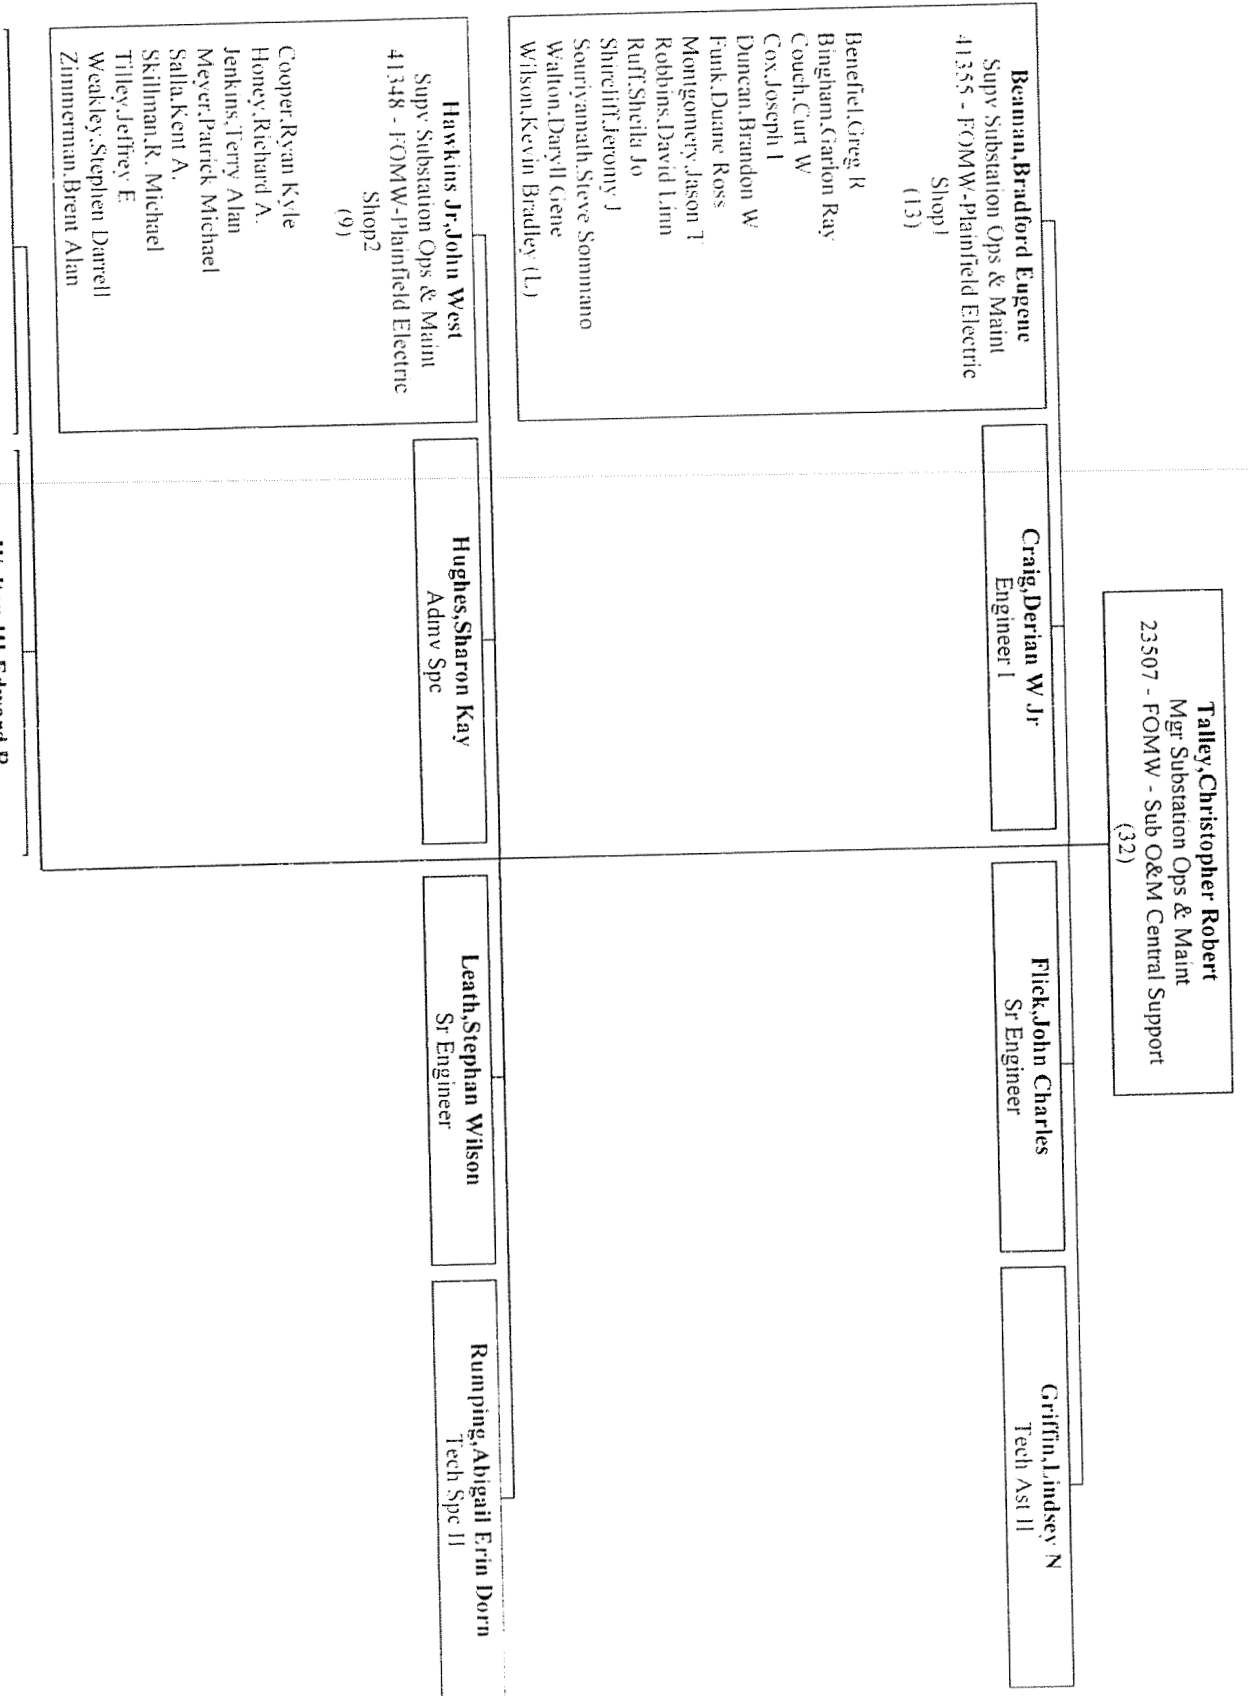 Talley,Christopher Robert
Mgr Substation Ops & Maint
23507 - FOMW - Sub O&M Central Support
(32)
Beaman,Bradford Eugene
Supv Substation Ops & Maint
41355 - FOMW-Plainfield Electric
Shop1
(13)
Benefiel,Greg R
Bingham,Garlon Ray
Couch,Curt W
Cox,Joseph I
Duncan,Brandon W
Funk,Duane Ross
Montgomery,Jason T
Robbins,David Linn
Ruff,Sheila Jo
Shircliff,Jeromy J
Souriyamath,Steve Sommano
Walton,Daryll Gene
Wilson,Kevin Bradley (L)
Craig,Derian W Jr
Engineer I
Flick,John Charles
Sr Engineer
Griffin,Lindsey N
Tech Ast II
Hawkins Jr,John West
Supv Substation Ops & Maint
41348 - FOMW-Plainfield Electric
Shop2
(9)
Cooper,Ryan Kyle
Honey,Richard A.
Jenkins,Terry Alan
Meyer,Patrick Michael
Salla,Kent A.
Skillman,R. Michael
Tilley,Jeffrey E
Weakley,Stephen Darrell
Zimmerman,Brent Alan
Hughes,Sharon Kay
Admv Spc
Leath,Stephan Wilson
Sr Engineer
Rumping,Abigail Erin Dorn
Tech Spc II